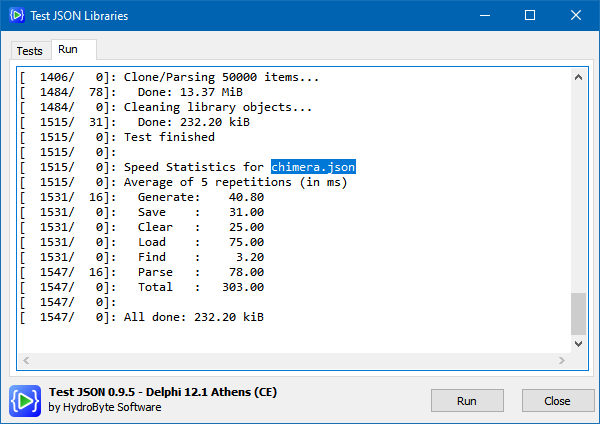 Test JSON Libraries
Tests Run
[  1406/   0]: Clone/Parsing 50000 items...
[  1484/  78]:   Done: 13.37 MiB
[  1484/   0]: Cleaning library objects...
[  1515/  31]:   Done: 232.20 kiB
[  1515/   0]: Test finished
[  1515/   0]:
[  1515/   0]: Speed Statistics for chimera.json
[  1515/   0]: Average of 5 repetitions (in ms)
[  1531/  16]:   Generate:    40.80
[  1531/   0]:   Save    :    31.00
[  1531/   0]:   Clear   :    25.00
[  1531/   0]:   Load    :    75.00
[  1531/   0]:   Find    :     3.20
[  1547/  16]:   Parse   :    78.00
[  1547/   0]:   Total   :   303.00
[  1547/   0]:
[  1547/   0]: All done: 232.20 kiB
Test JSON 0.9.5 - Delphi 12.1 Athens (CE)
by HydroByte Software
Run Close